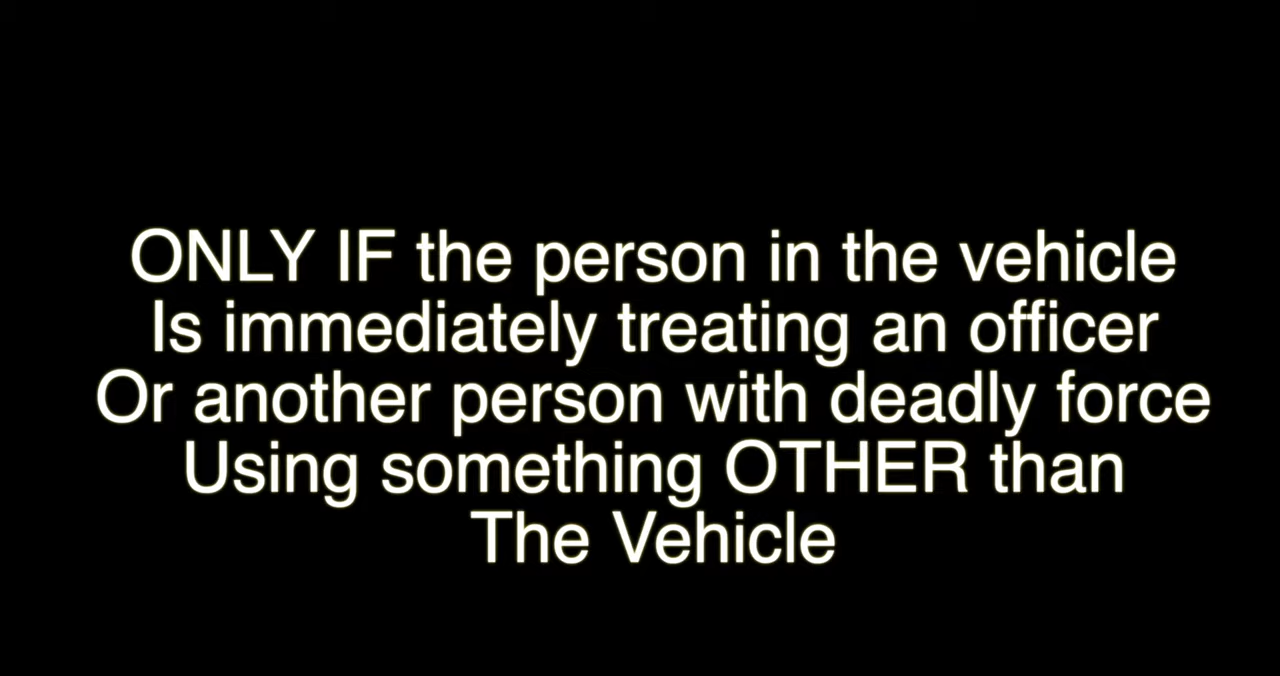 ONLY IF the person in the vehicle
Is immediately treating an officer
Or another person with deadly force
Using something OTHER than
The Vehicle